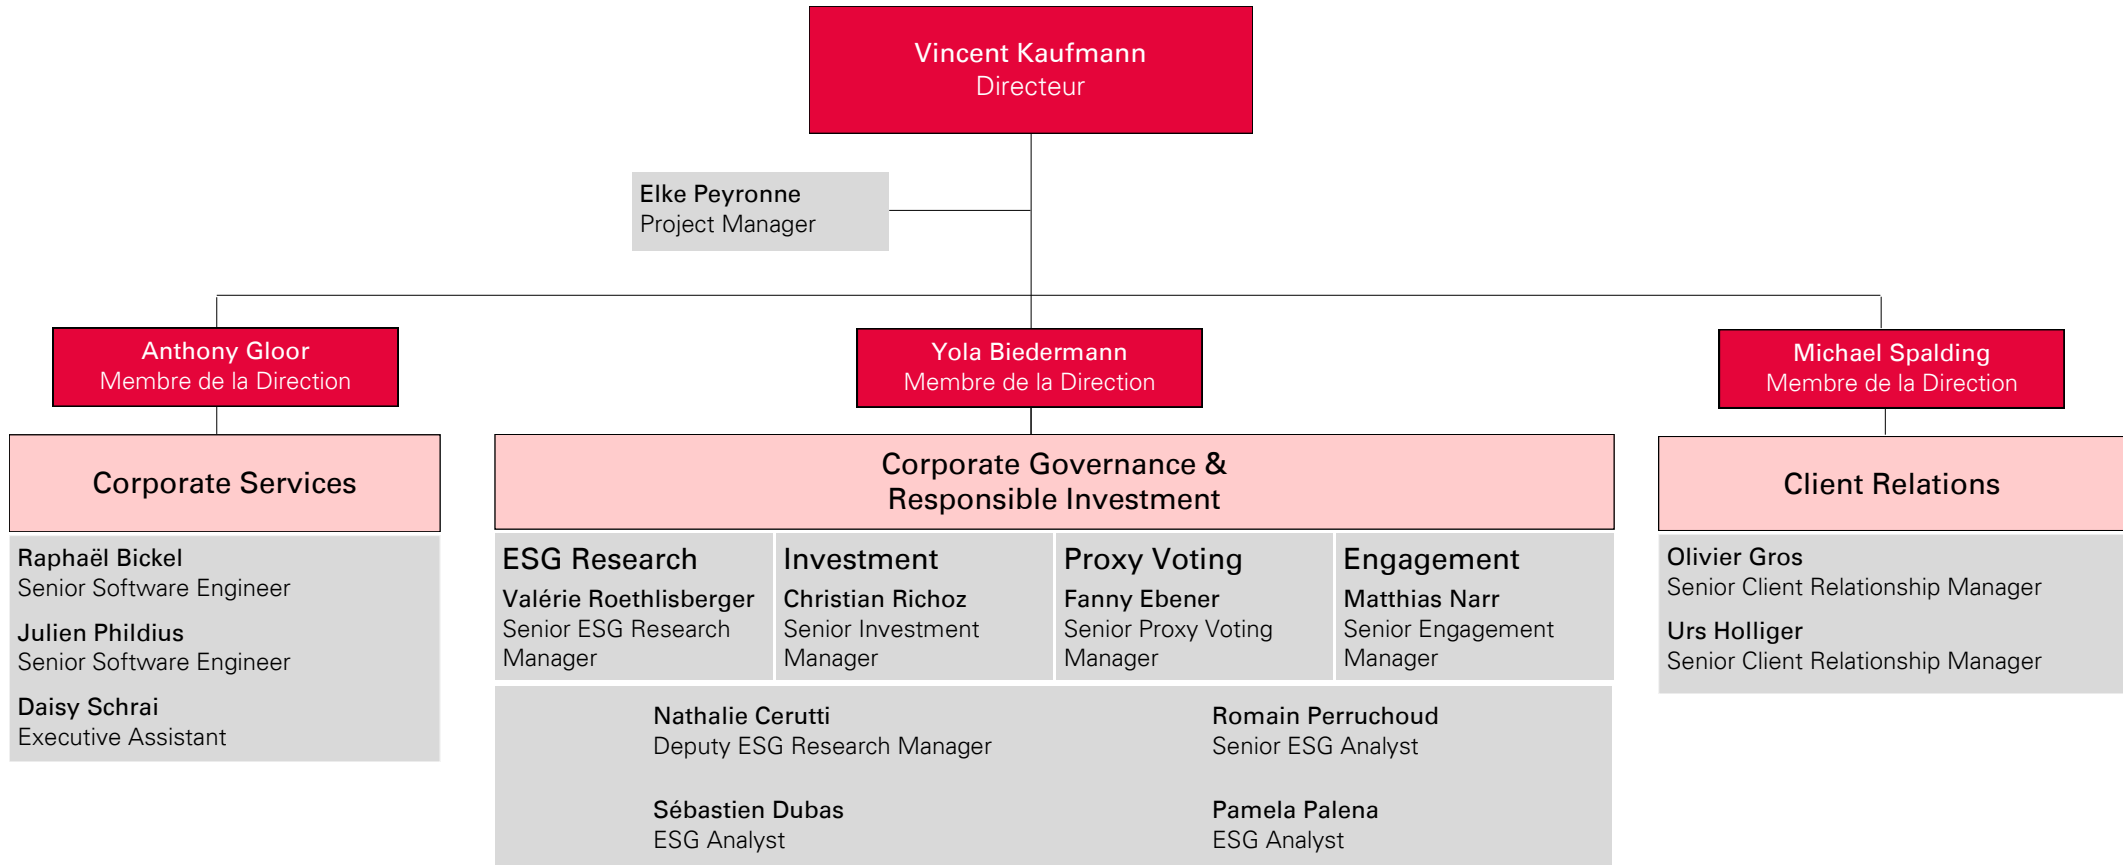 Vincent Kaufmann
Directeur
Elke Peyronne
Project Manager
Anthony Gloor
Membre de la Direction
Yola Biedermann
Membre de la Direction
Michael Spalding
Membre de la Direction
Corporate Services
Raphaël Bickel
Senior Software Engineer
Julien Phildius
Senior Software Engineer
Daisy Schrai
Executive Assistant
Corporate Governance &
Responsible Investment
ESG Research
Valérie Roethlisberger
Senior ESG Research
Manager
Investment
Christian Richoz
Senior Investment
Manager
Proxy Voting
Fanny Ebener
Senior Proxy Voting
Manager
Engagement
Matthias Narr
Senior Engagement
Manager
Nathalie Cerutti
Deputy ESG Research Manager
Romain Perruchoud
Senior ESG Analyst
Sébastien Dubas
ESG Analyst
Pamela Palena
ESG Analyst
Client Relations
Olivier Gros
Senior Client Relationship Manager
Urs Holliger
Senior Client Relationship Manager